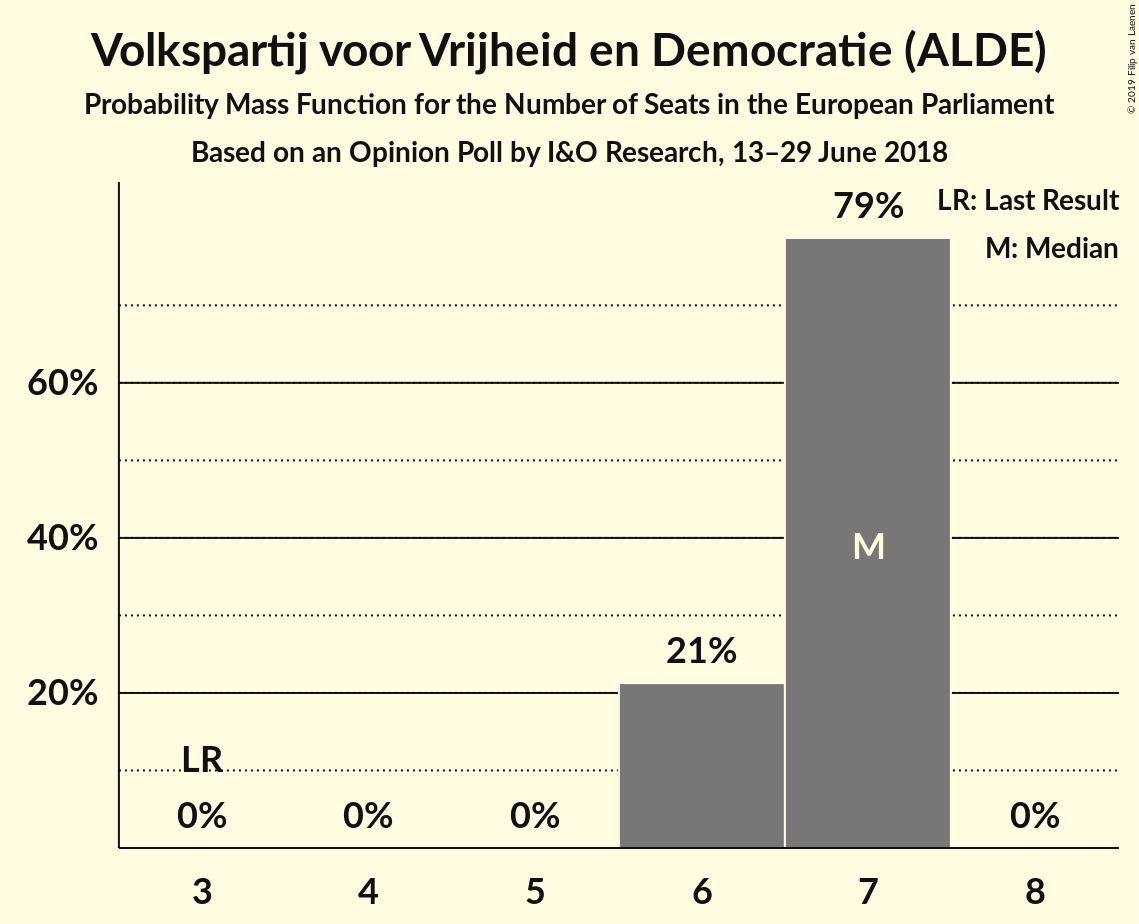 Volkspartij voor Vrijheid en Democratie (ALDE)
Probability Mass Function for the Number of Seats in the European Parliament
Based on an Opinion Poll by I&O Research, 13–29 June 2018
© 2019 Filip van Laenen
LR: Last Result
M: Median
79%
60%
40%
M
21%
20%
LR
0%
0%
0%
0%
3
4
5
6
7
8